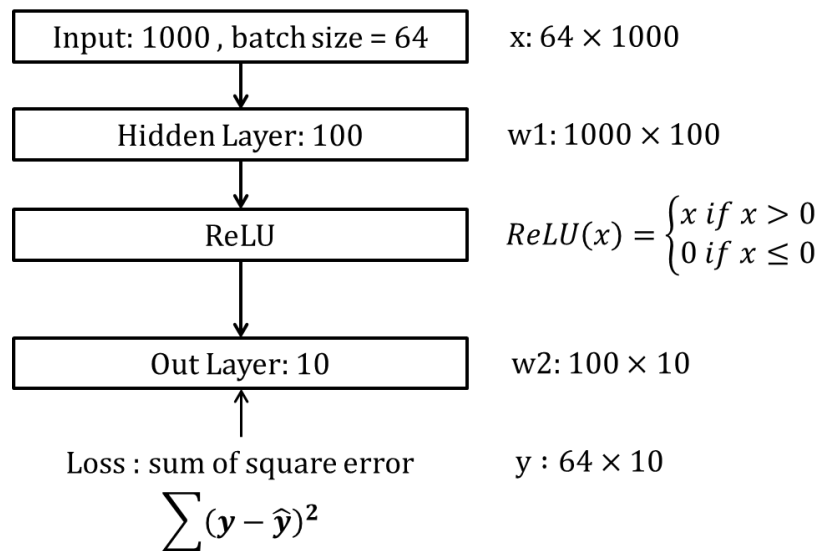 Input: 1000 , batch size = 64
x: 64 × 1000
Hidden Layer: 100
w1: 1000 × 100
ReLU
ReLU(x) = {x if x > 0
0 if x ≤ 0
Out Layer: 10
w2: 100 × 10
Loss : sum of square error
y : 64 × 10
∑(y − ŷ)²